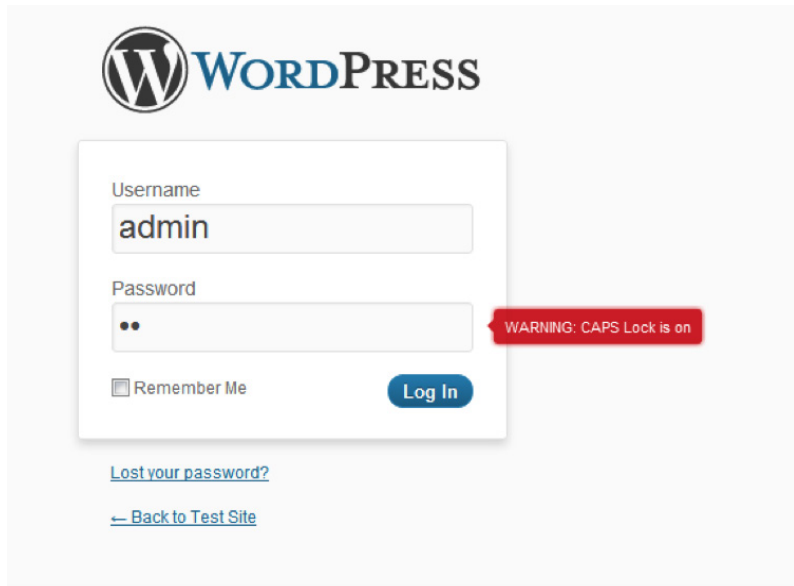 WORDPRESS
Username
admin
Password
••
WARNING: CAPS Lock is on
Remember Me
Log In
Lost your password?
← Back to Test Site